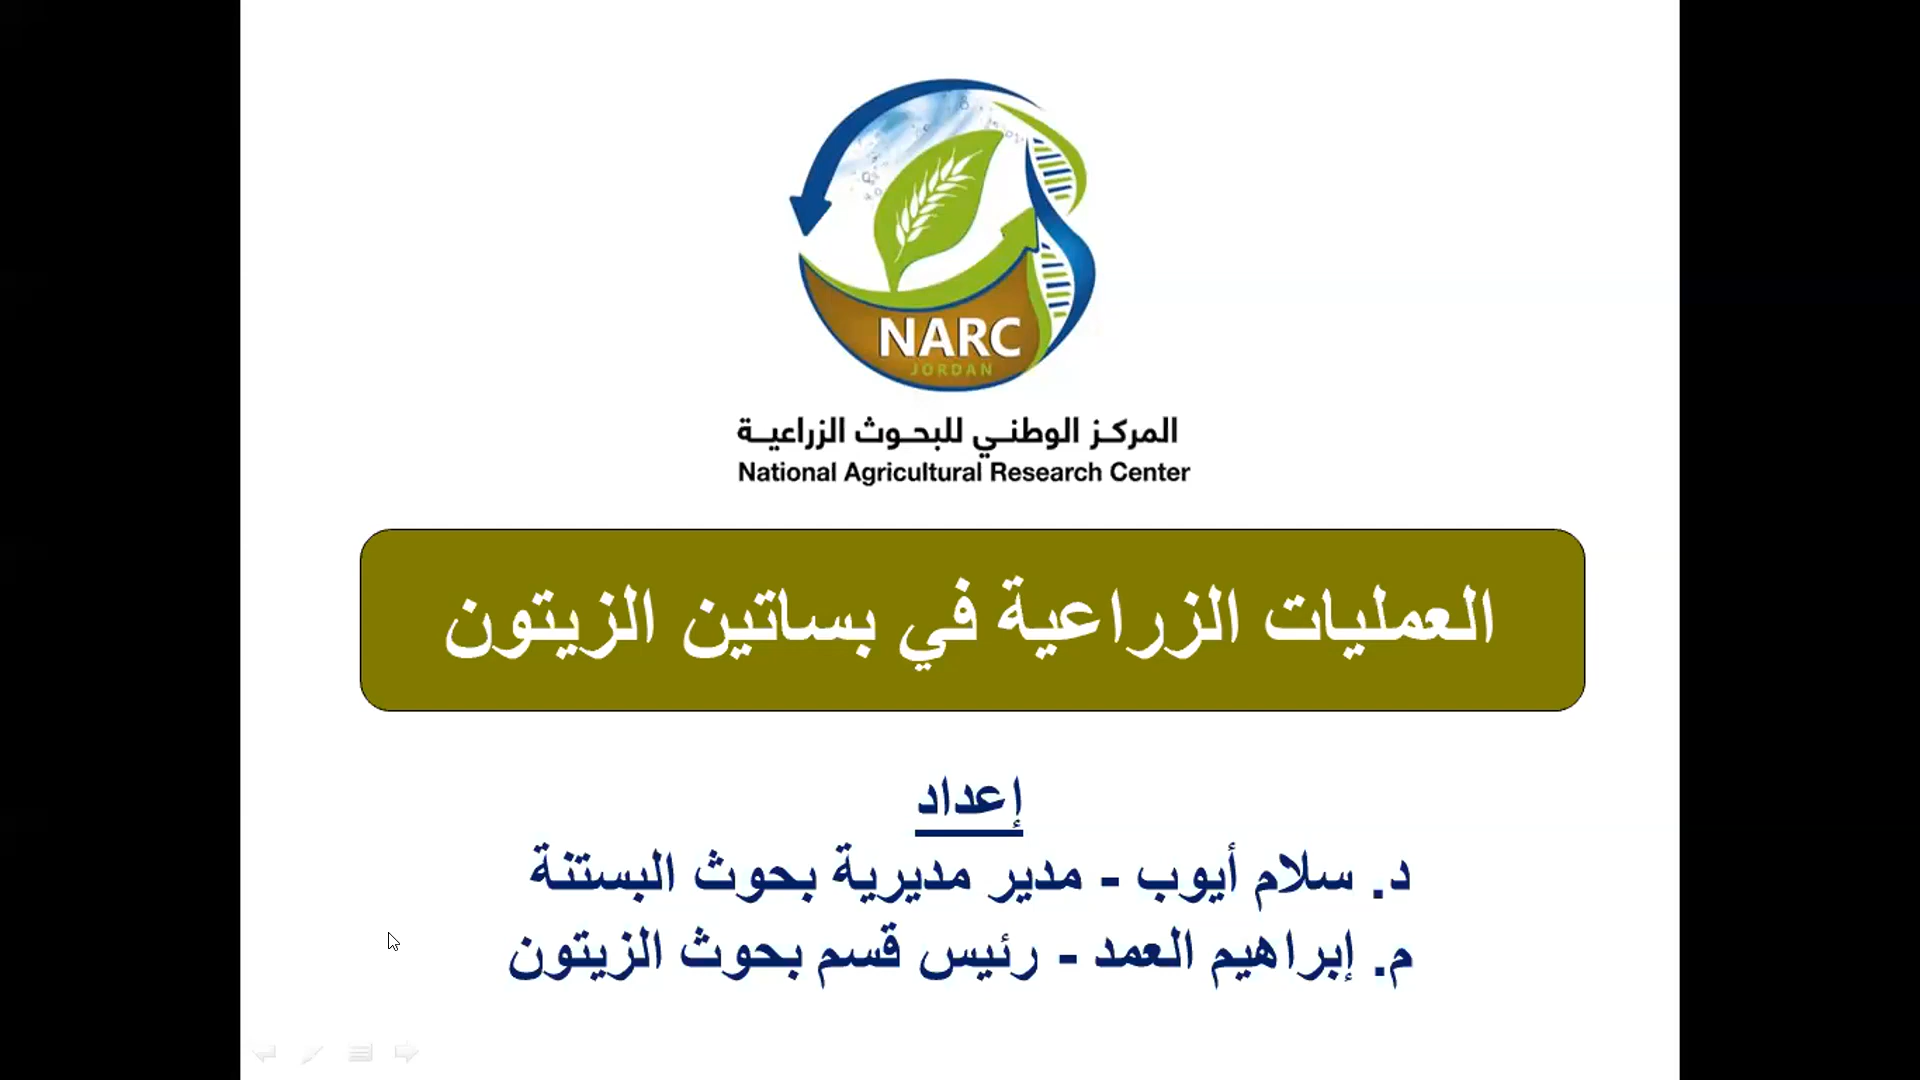 NARC
JORDAN
المركز الوطني للبحوث الزراعية
National Agricultural Research Center
العمليات الزراعية في بساتين الزيتون
إعداد
د. سلام أيوب - مدير مديرية بحوث البستنة
م. إبراهيم العمد - رئيس قسم بحوث الزيتون